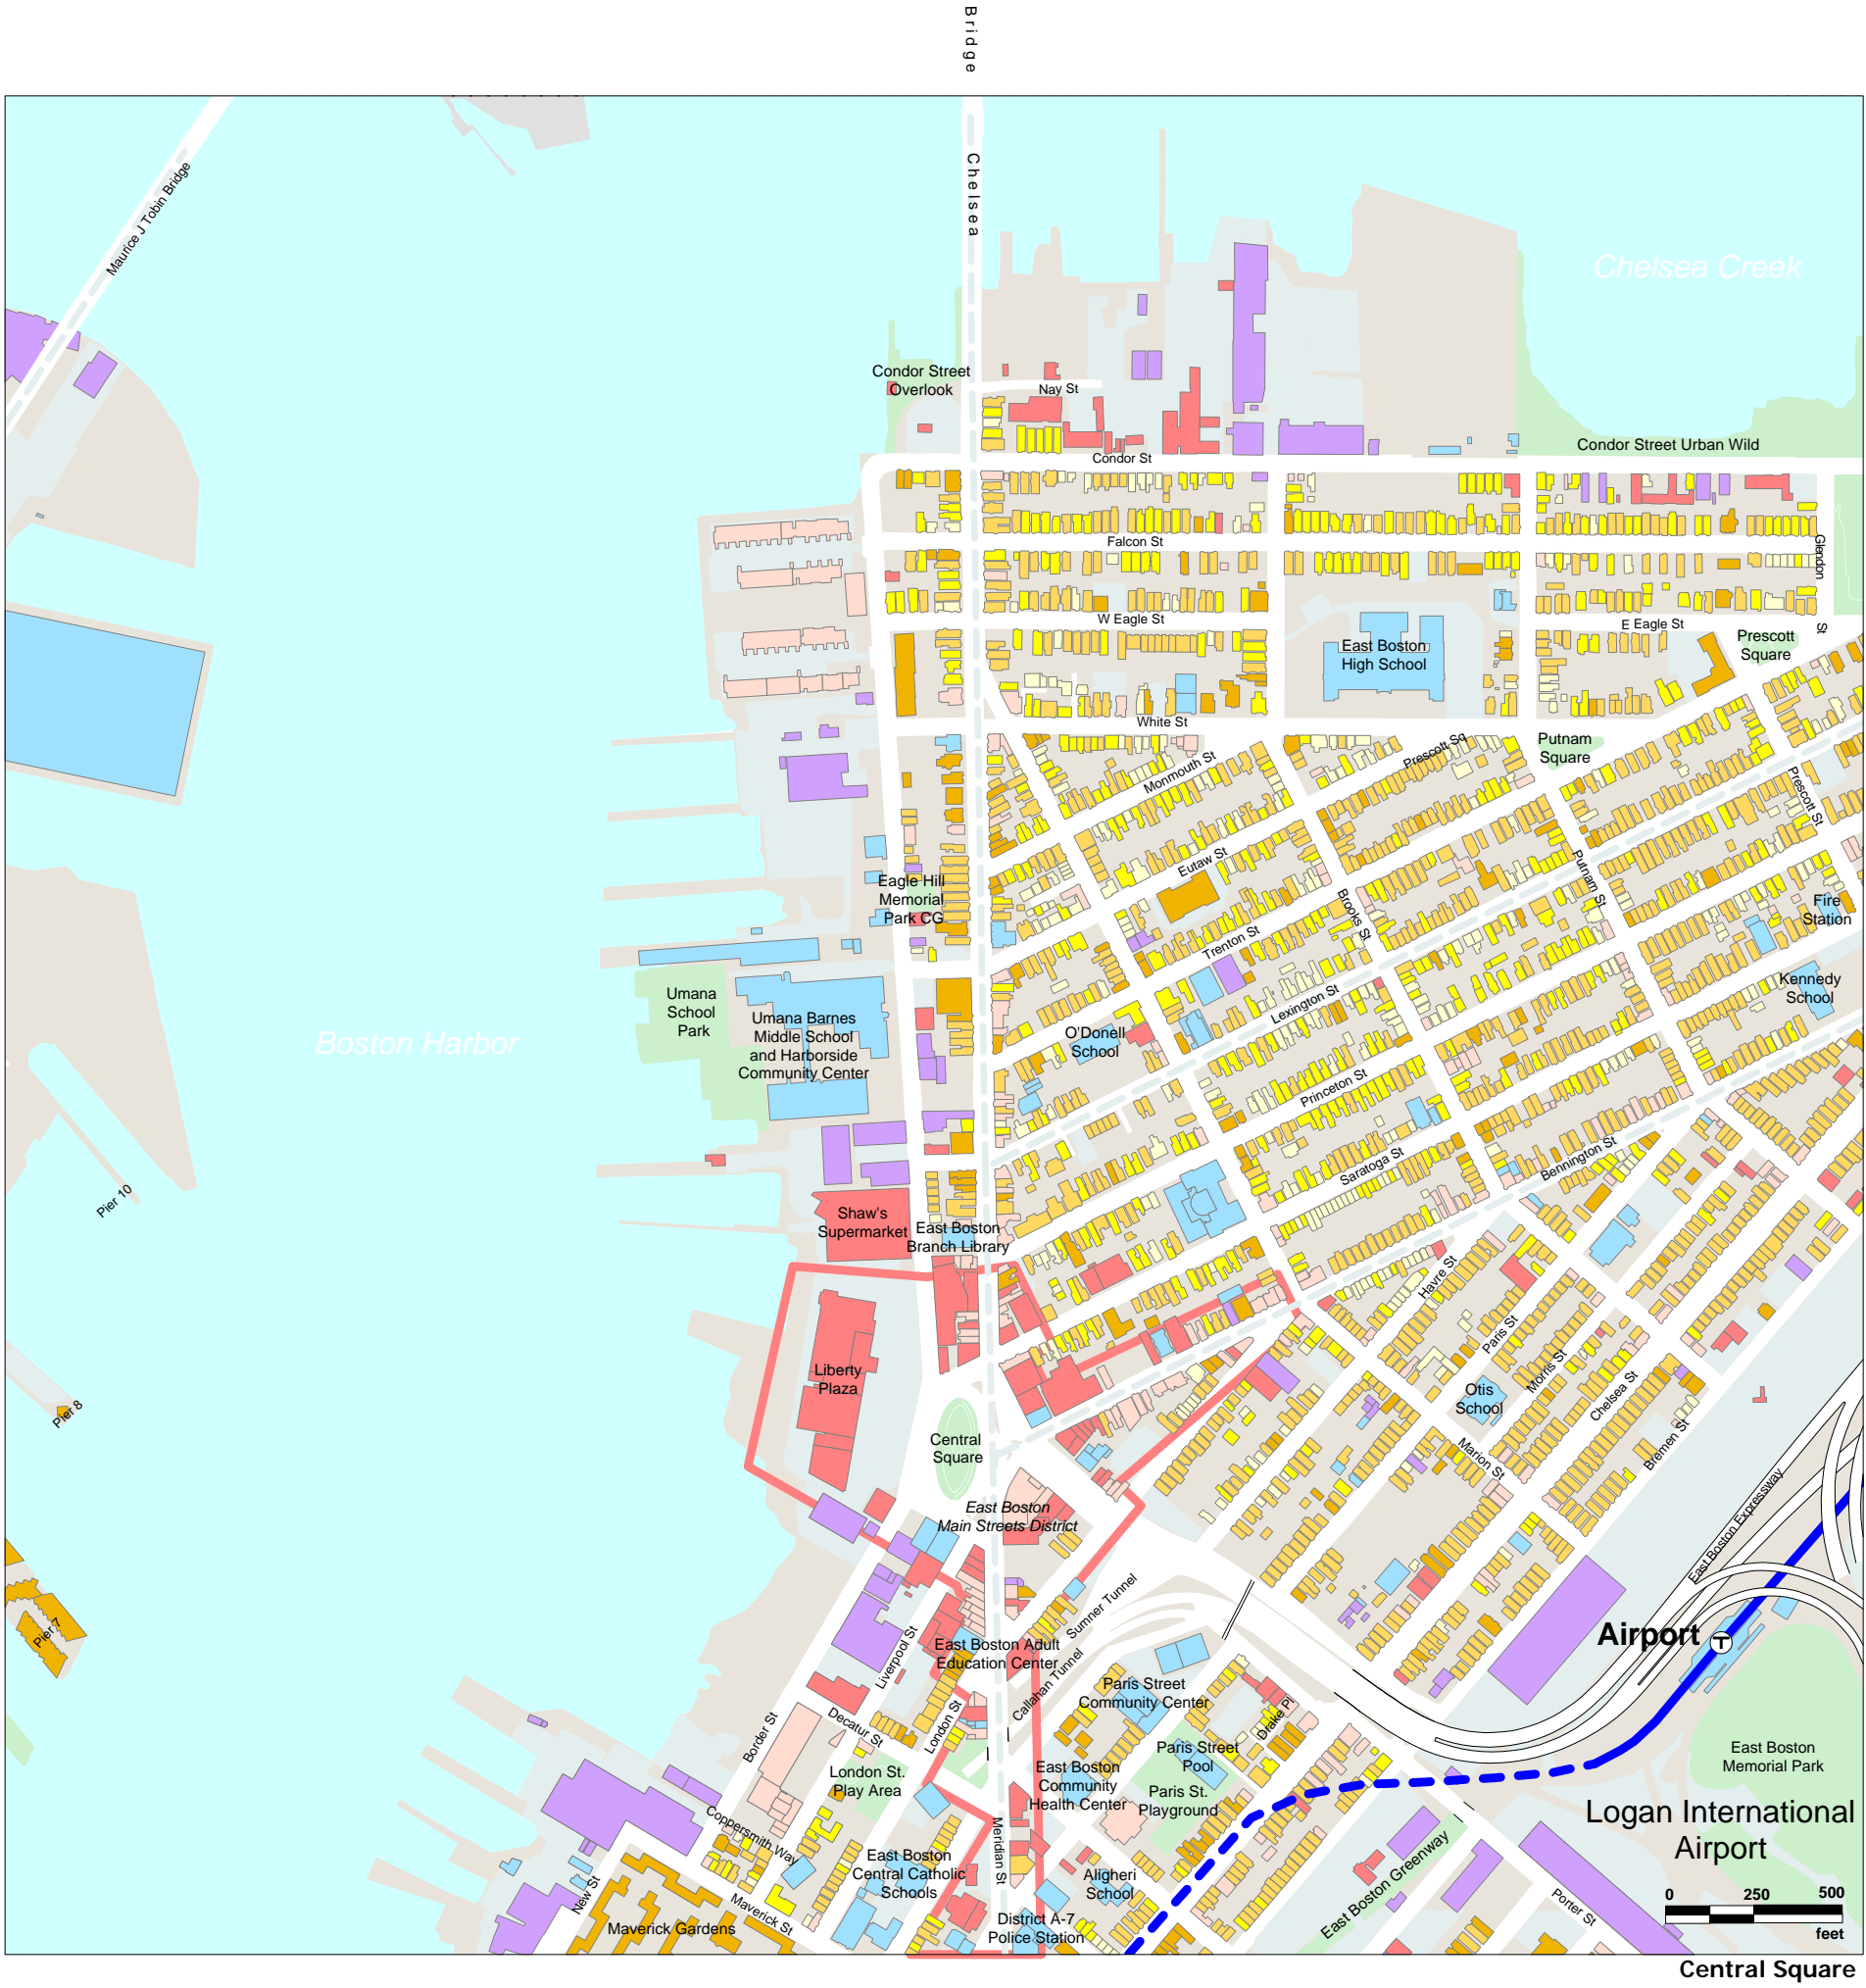 Bridge
Chelsea
Maurice J Tobin Bridge
Chelsea Creek
Condor Street
Overlook
Nay St
Condor St
Condor Street Urban Wild
Falcon St
Glendon
St
W Eagle St
E Eagle St
East Boston
High School
Prescott
Square
White St
Putnam
Square
Monmouth St
Prescott Sq
Prescott St
Eutaw St
Putnam St
Eagle Hill
Memorial
Park CG
Brooks St
Fire
Station
Trenton St
Kennedy
School
Umana
School
Park
Umana Barnes
Middle School
and Harborside
Community Center
Lexington St
O'Donell
School
Boston Harbor
Princeton St
Saratoga St
Bennington St
Pier 10
Shaw's
Supermarket
East Boston
Branch Library
Havre St
Paris St
Morris St
Chelsea St
Bremen St
Liberty
Plaza
Otis
School
Pier 8
Central
Square
Marion St
East Boston
Main Streets District
East Boston Expressway
Pier 7
Sumner Tunnel
Callahan Tunnel
Airport
T
East Boston Adult
Education Center
Liverpool St
Paris Street
Community Center
Drake Pl
Border St
Decatur St
London St
Paris Street
Pool
East Boston
Memorial Park
London St.
Play Area
East Boston
Community
Health Center
Paris St.
Playground
Logan International
Airport
Coppersmith Way
Meridian St
East Boston
Central Catholic
Schools
Aligheri
School
East Boston Greenway
Porter St
New St
Maverick St
Maverick Gardens
District A-7
Police Station
0 250 500
feet
Central Square